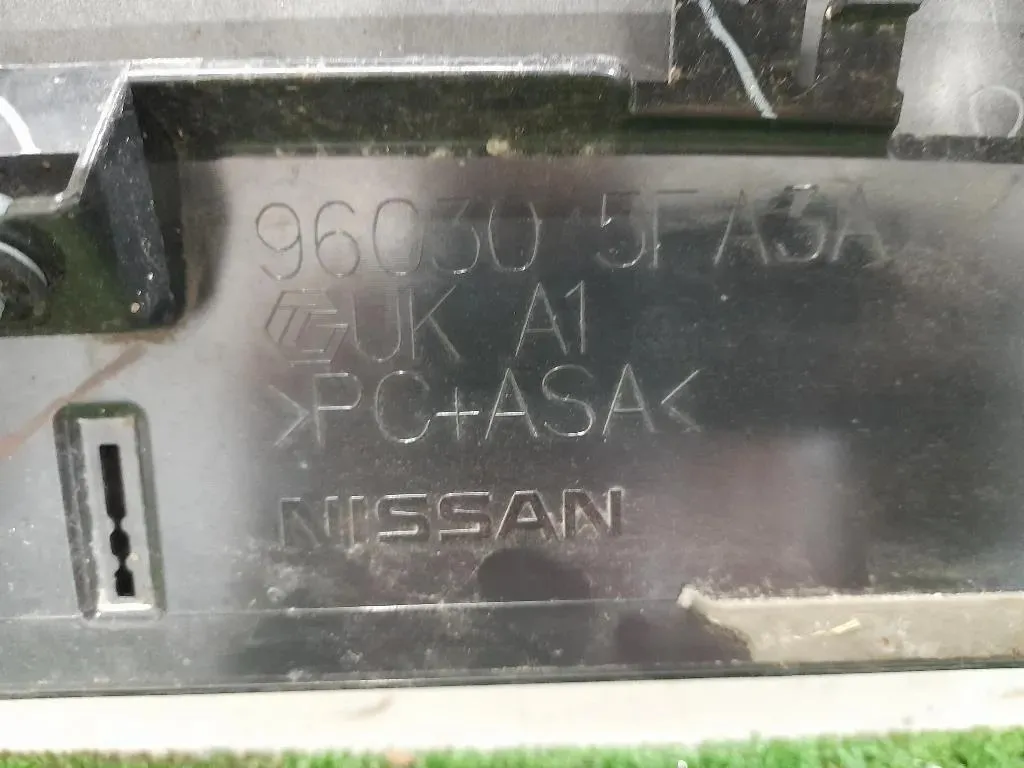 96030 5FA3A
UK A1
>PC+ASA<
NISSAN